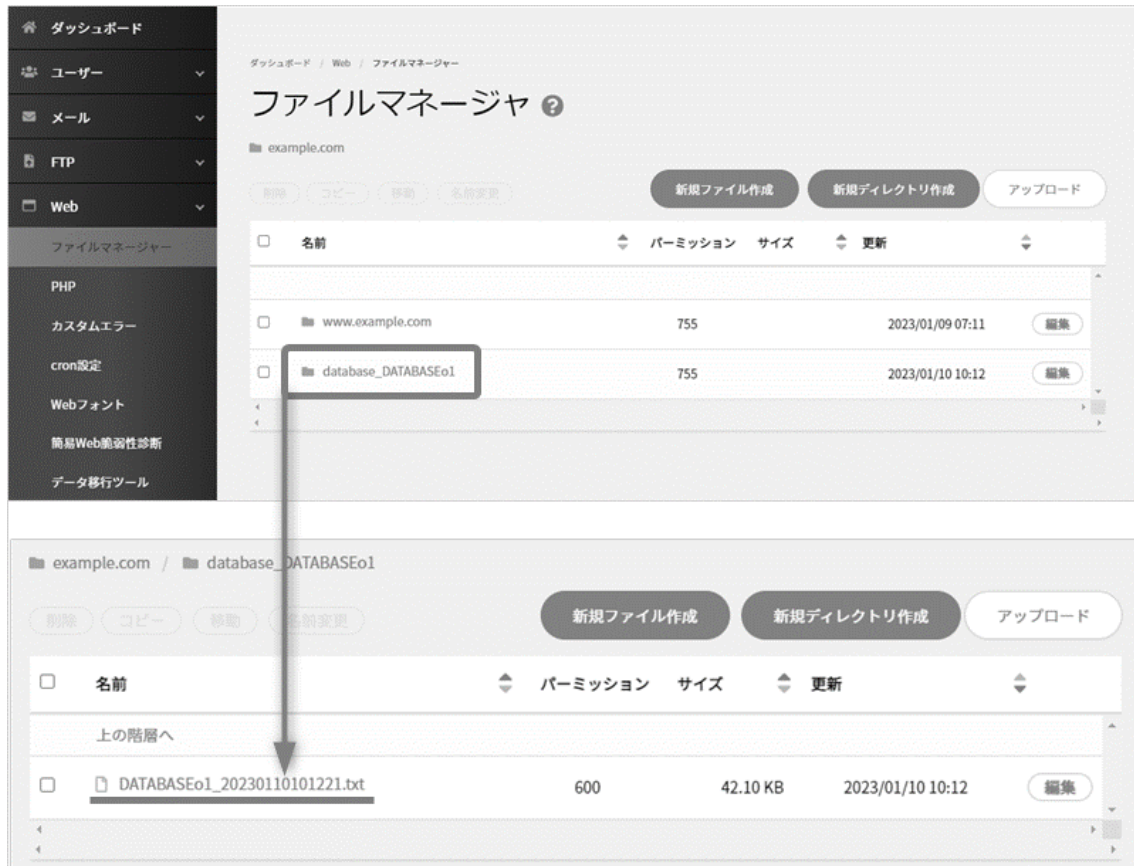 ダッシュボード
ユーザー
メール
FTP
Web
ファイルマネージャー
PHP
カスタムエラー
cron設定
Webフォント
簡易Web脆弱性診断
データ移行ツール
ダッシュボード / Web / ファイルマネージャー
ファイルマネージャ ?
example.com
削除 コピー 移動 名前変更 新規ファイル作成 新規ディレクトリ作成 アップロード
名前 パーミッション サイズ 更新
www.example.com 755 2023/01/09 07:11 編集
database_DATABASEo1 755 2023/01/10 10:12 編集
example.com / database_DATABASEo1
削除 コピー 移動 名前変更 新規ファイル作成 新規ディレクトリ作成 アップロード
名前 パーミッション サイズ 更新
上の階層へ
DATABASEo1_20230110101221.txt 600 42.10 KB 2023/01/10 10:12 編集